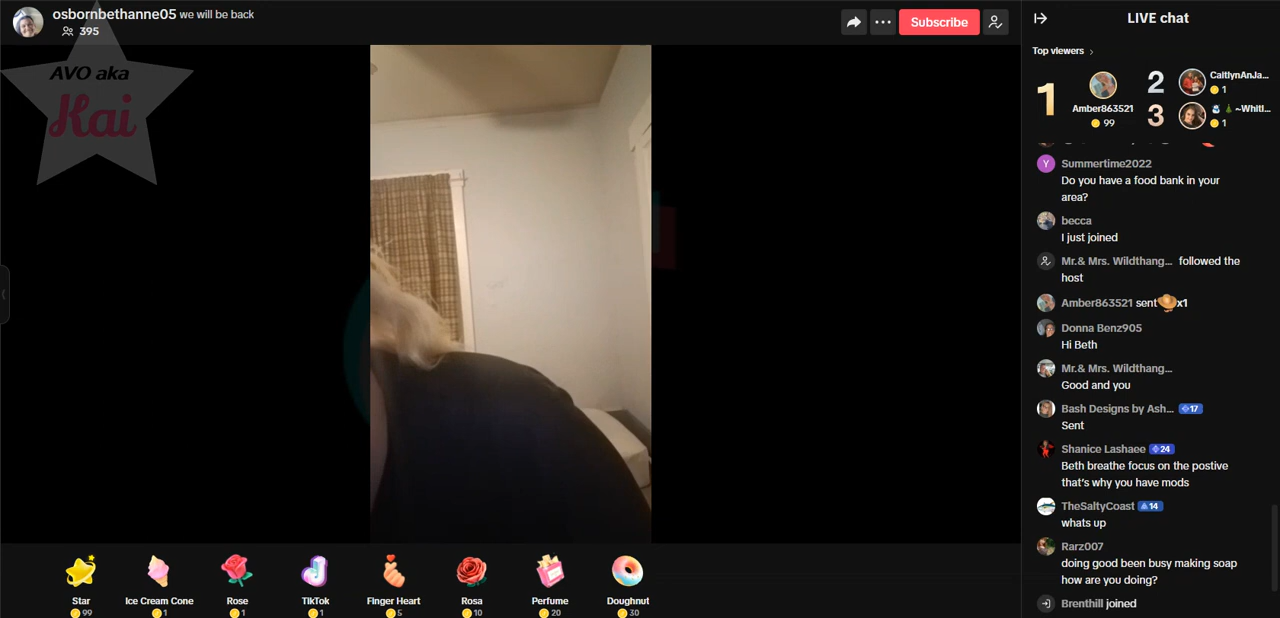 osbornbethanne05 we will be back
395
Subscribe
AVO aka
Kai
LIVE chat
Top viewers
1
Amber863521
99
2
CaitlynAnJa...
1
3
~Whitl...
1
Y
Summertime2022
Do you have a food bank in your
area?
becca
I just joined
Mr.& Mrs. Wildthang... followed the
host
Amber863521 sent x1
Donna Benz905
Hi Beth
Mr.& Mrs. Wildthang...
Good and you
Bash Designs by Ash... 17
Sent
Shanice Lashaee 24
Beth breathe focus on the postive
that's why you have mods
TheSaltyCoast 14
whats up
Rarz007
doing good been busy making soap
how are you doing?
Brenthill joined
Star
99
Ice Cream Cone
1
Rose
1
TikTok
1
Finger Heart
5
Rosa
10
Perfume
20
Doughnut
30